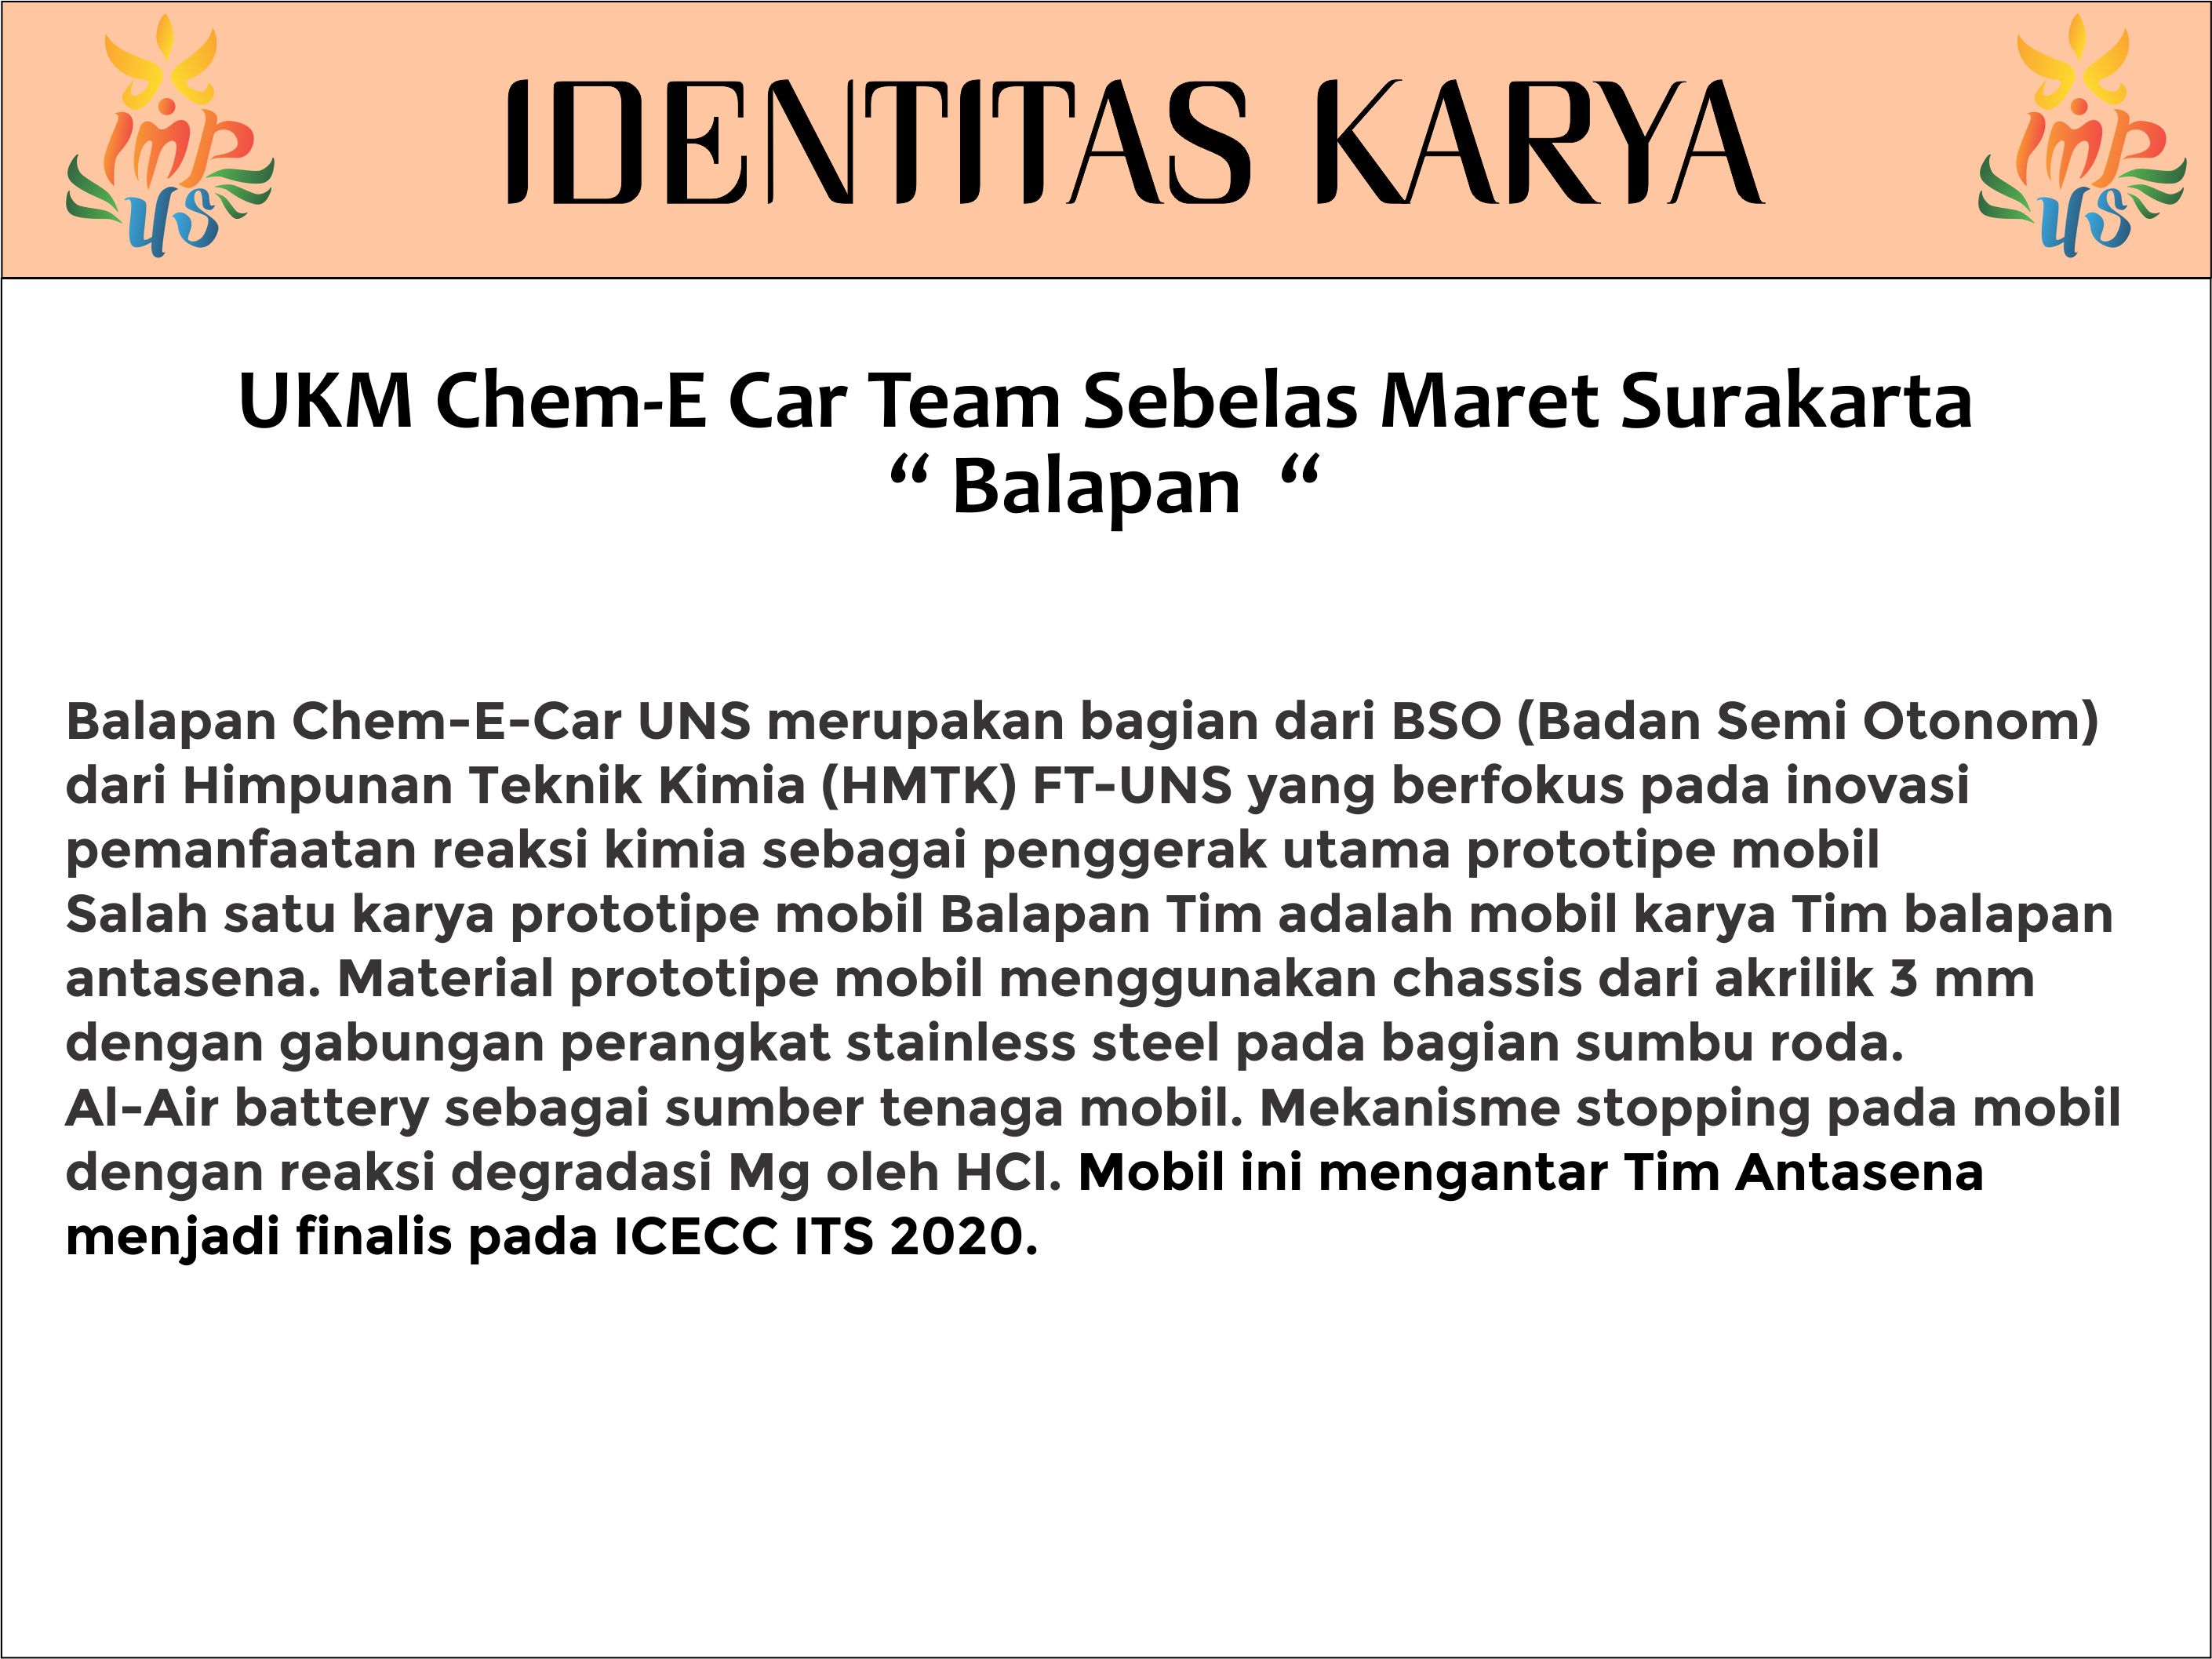 IMP
US
IDENTITAS KARYA
IMP
US
UKM Chem-E Car Team Sebelas Maret Surakarta
“ Balapan “
Balapan Chem-E-Car UNS merupakan bagian dari BSO (Badan Semi Otonom)
dari Himpunan Teknik Kimia (HMTK) FT-UNS yang berfokus pada inovasi
pemanfaatan reaksi kimia sebagai penggerak utama prototipe mobil
Salah satu karya prototipe mobil Balapan Tim adalah mobil karya Tim balapan
antasena. Material prototipe mobil menggunakan chassis dari akrilik 3 mm
dengan gabungan perangkat stainless steel pada bagian sumbu roda.
Al-Air battery sebagai sumber tenaga mobil. Mekanisme stopping pada mobil
dengan reaksi degradasi Mg oleh HCl. Mobil ini mengantar Tim Antasena
menjadi finalis pada ICECC ITS 2020.